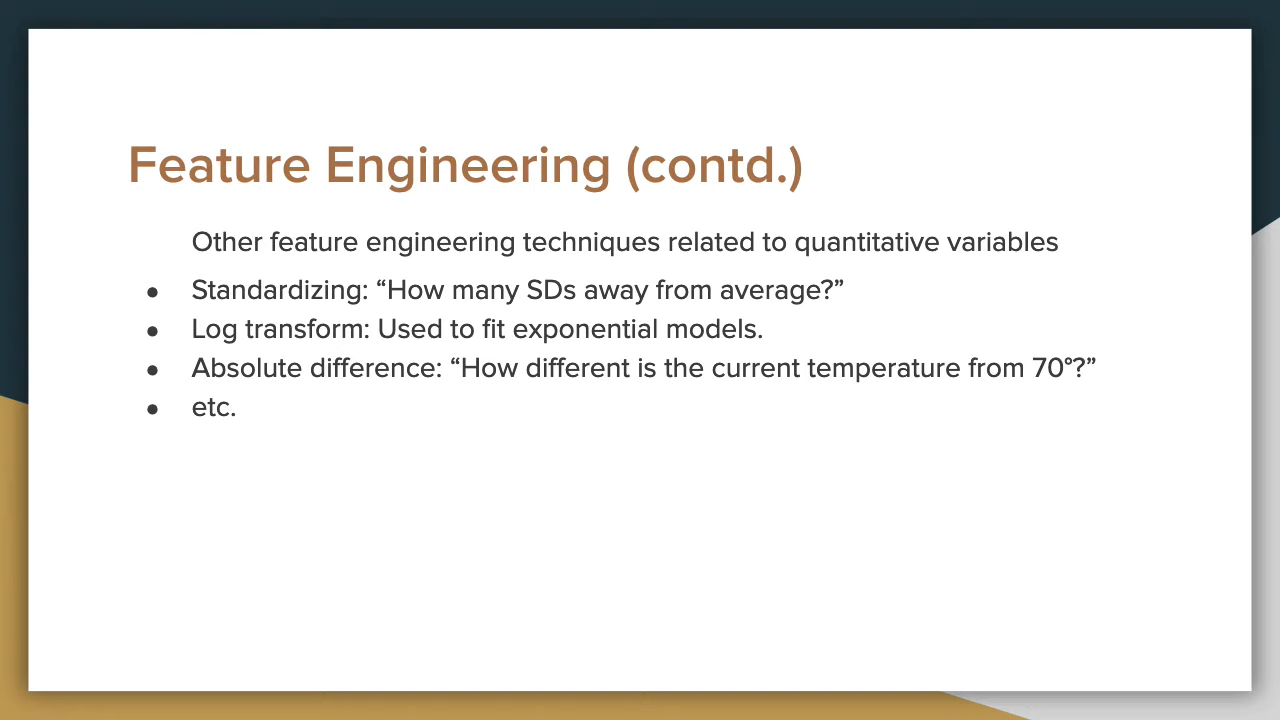 Feature Engineering (contd.)
Other feature engineering techniques related to quantitative variables
● Standardizing: “How many SDs away from average?”
● Log transform: Used to fit exponential models.
● Absolute difference: “How different is the current temperature from 70°?”
● etc.